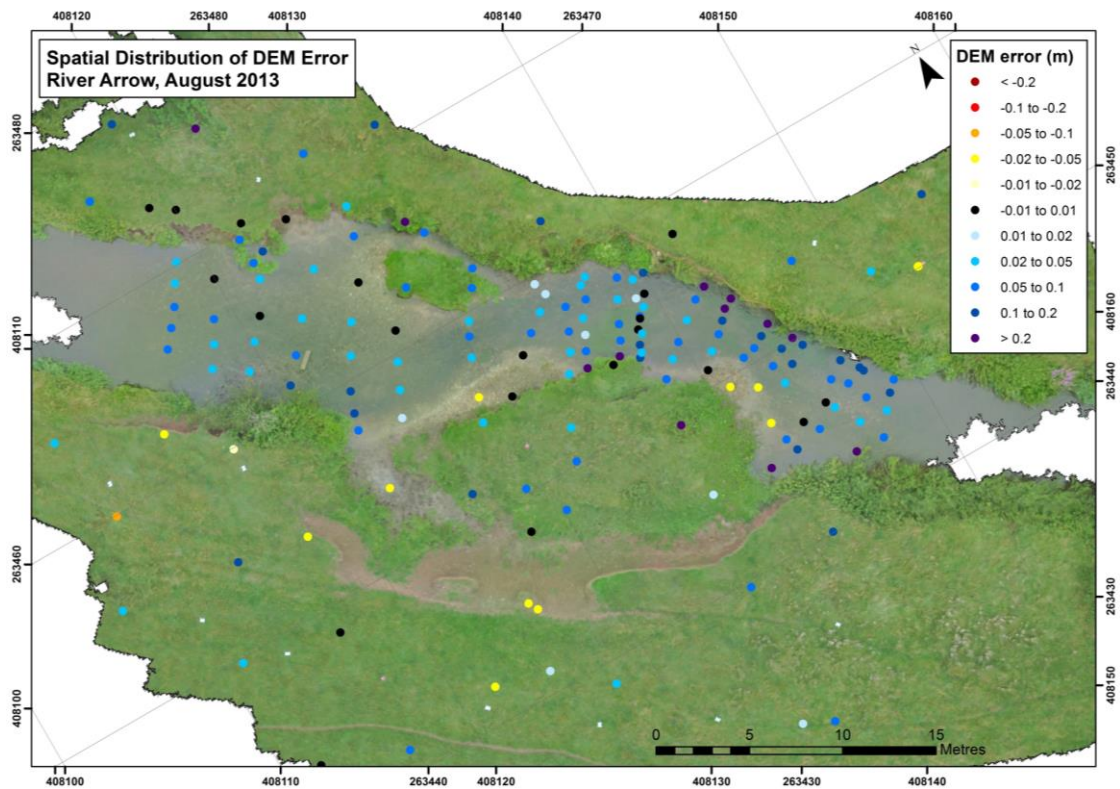 408120
263480
408130
408140
263470
408150
408160
Spatial Distribution of DEM Error
River Arrow, August 2013
N
DEM error (m)
< -0.2
-0.1 to -0.2
-0.05 to -0.1
-0.02 to -0.05
-0.01 to -0.02
-0.01 to 0.01
0.01 to 0.02
0.02 to 0.05
0.05 to 0.1
0.1 to 0.2
> 0.2
263480
408110
263460
408100
263450
408160
263440
263430
408150
0 5 10 15
Metres
408100
408110
263440
408120
408130
263430
408140